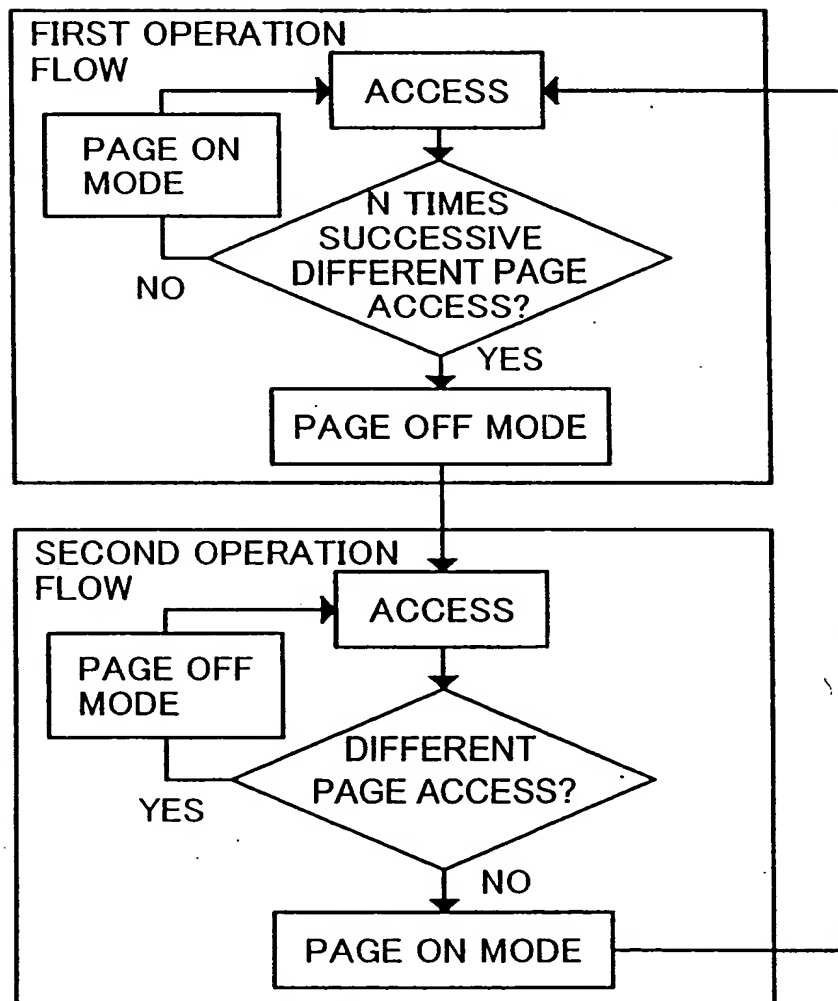 FIRST OPERATION
FLOW
ACCESS
PAGE ON
MODE
N TIMES
SUCCESSIVE
DIFFERENT PAGE
ACCESS?
NO
YES
PAGE OFF MODE
SECOND OPERATION
FLOW
ACCESS
PAGE OFF
MODE
DIFFERENT
PAGE ACCESS?
YES
NO
PAGE ON MODE